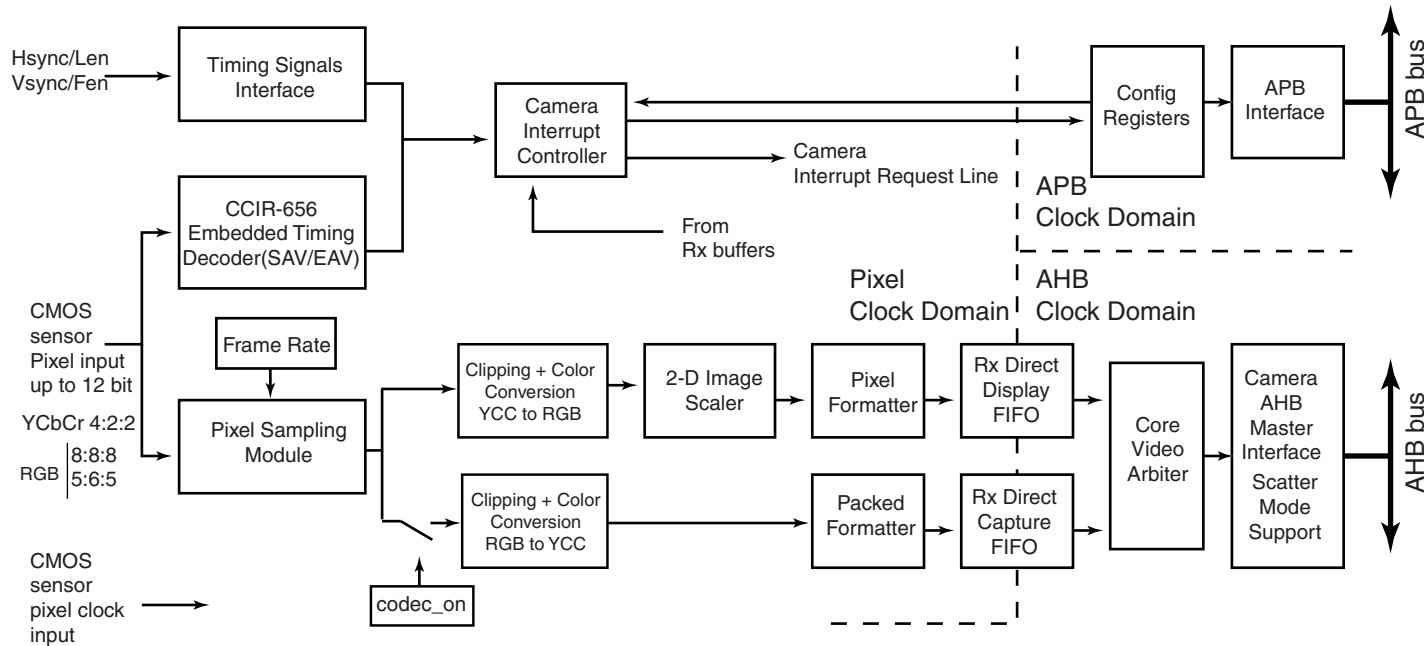 Hsync/Len
Vsync/Fen
Timing Signals
Interface
Camera
Interrupt
Controller
Config
Registers
APB
Interface
APB bus
Camera
Interrupt Request Line
APB
Clock Domain
CCIR-656
Embedded Timing
Decoder(SAV/EAV)
From
Rx buffers
Pixel
Clock Domain
AHB
Clock Domain
CMOS
sensor
Pixel input
up to 12 bit
YCbCr 4:2:2
RGB
8:8:8
5:6:5
Frame Rate
Pixel Sampling
Module
Clipping + Color
Conversion
YCC to RGB
2-D Image
Scaler
Pixel
Formatter
Rx Direct
Display
FIFO
Core
Video
Arbiter
Camera
AHB
Master
Interface
Scatter
Mode
Support
AHB bus
Clipping + Color
Conversion
RGB to YCC
Packed
Formatter
Rx Direct
Capture
FIFO
codec_on
CMOS
sensor
pixel clock
input